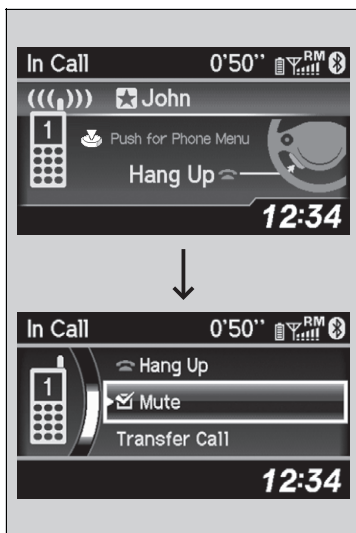 In Call 0'50'' RM
John
1
Push for Phone Menu
Hang Up
12:34
In Call 0'50'' RM
Hang Up
1
Mute
Transfer Call
12:34